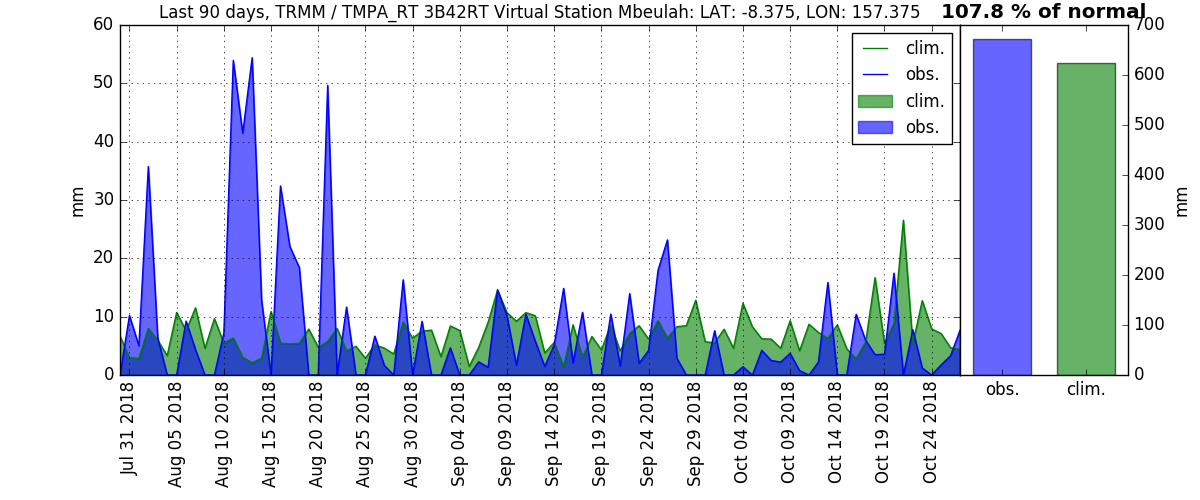 Last 90 days, TRMM / TMPA_RT 3B42RT Virtual Station Mbeulah: LAT: -8.375, LON: 157.375
107.8 % of normal
60
50
40
30
20
10
0
mm
clim.
obs.
clim.
obs.
Jul 31 2018
Aug 05 2018
Aug 10 2018
Aug 15 2018
Aug 20 2018
Aug 25 2018
Aug 30 2018
Sep 04 2018
Sep 09 2018
Sep 14 2018
Sep 19 2018
Sep 24 2018
Sep 29 2018
Oct 04 2018
Oct 09 2018
Oct 14 2018
Oct 19 2018
Oct 24 2018
700
600
500
400
300
200
100
0
mm
obs.
clim.